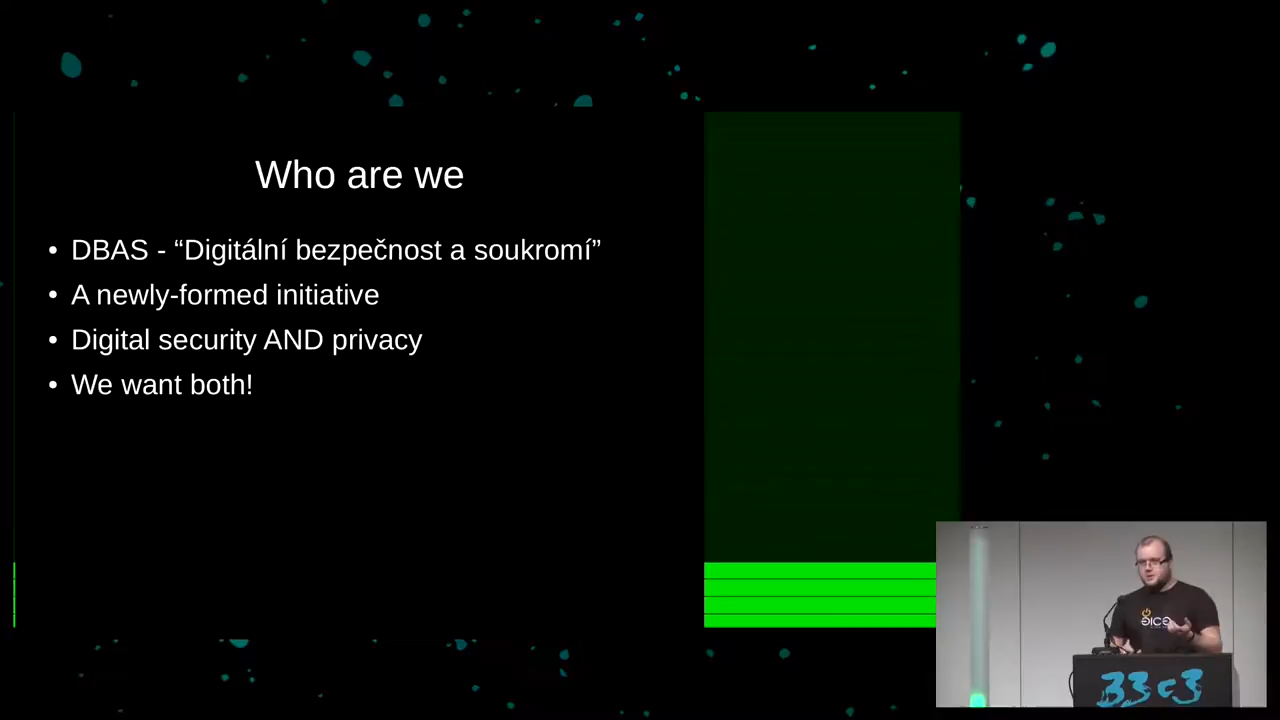 Who are we
• DBAS - “Digitální bezpečnost a soukromí”
• A newly-formed initiative
• Digital security AND privacy
• We want both!
33c3